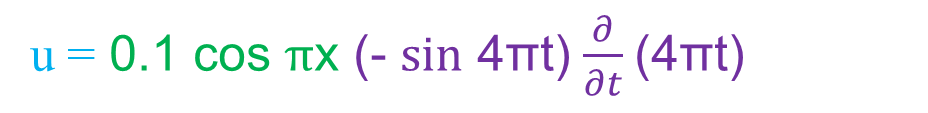 u = 0.1 cos πx (- sin 4πt) ∂/∂t (4πt)